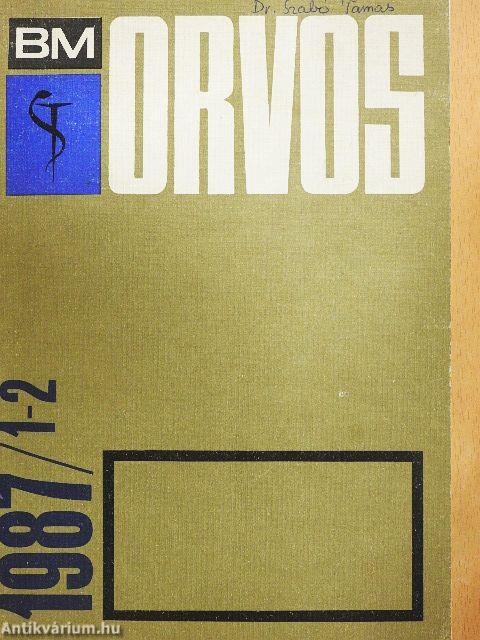 Dr. Szabó Tamás
BM
ORVOS
1987/1-2
Antikvárium.hu